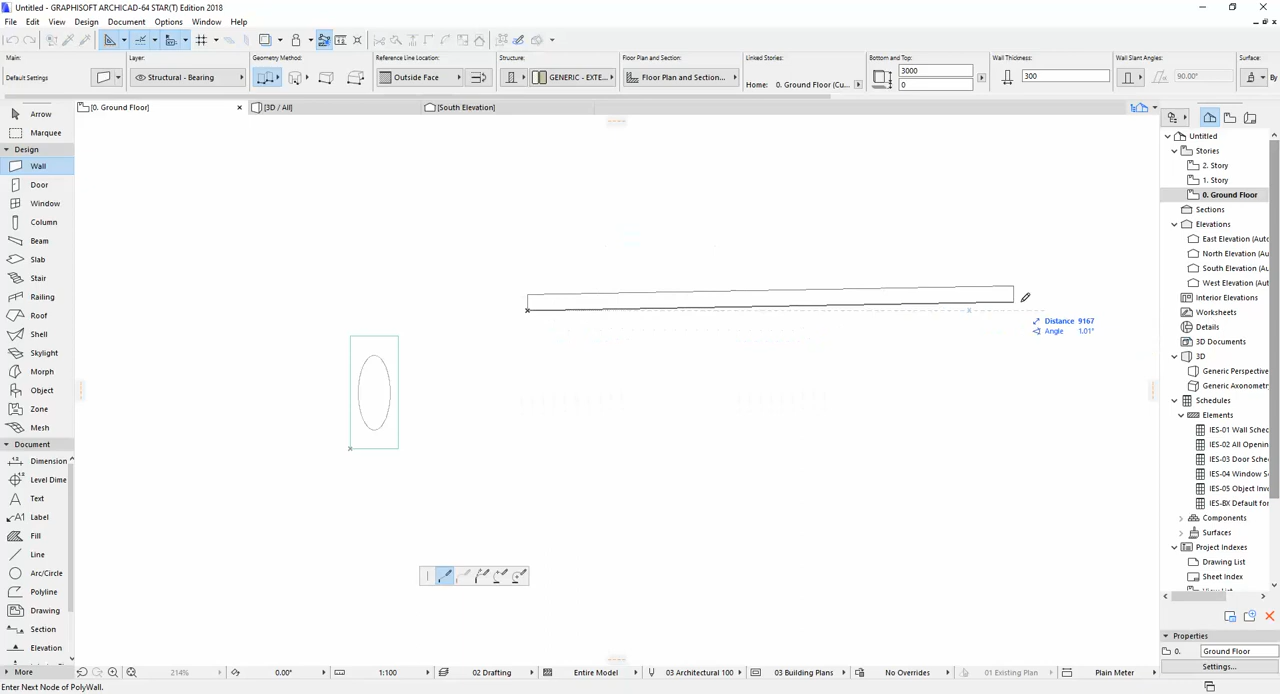 Untitled - GRAPHISOFT ARCHICAD-64 STAR(T) Edition 2018
File Edit View Design Document Options Window Help
Main: Layer: Geometry Method: Reference Line Location: Structure: Floor Plan and Section: Linked Stories: Bottom and Top: Wall Thickness: Wall Slant Angles: Surface:
Default Settings Structural - Bearing Outside Face GENERIC - EXTE... Floor Plan and Section... Home: 0. Ground Floor (Cu... 3000 0 300 90.00° By
[0. Ground Floor] [3D / All] [South Elevation]
Arrow
Marquee
Design
Wall
Door
Window
Column
Beam
Slab
Stair
Railing
Roof
Shell
Skylight
Morph
Object
Zone
Mesh
Document
Dimension
Level Dime
Text
Label
Fill
Line
Arc/Circle
Polyline
Drawing
Section
Elevation
More
Distance 9167
Angle 1.01°
Untitled
Stories
2. Story
1. Story
0. Ground Floor
Sections
Elevations
East Elevation (Aut
North Elevation (A
South Elevation (A
West Elevation (Au
Interior Elevations
Worksheets
Details
3D Documents
3D
Generic Perspectiv
Generic Axonomet
Schedules
Elements
IES-01 Wall Sched
IES-02 All Opening
IES-03 Door Sche
IES-04 Window S
IES-05 Object Inve
IES-BX Default for
Components
Surfaces
Project Indexes
Drawing List
Sheet Index
View List
Properties
0. Ground Floor
Settings...
214% 0.00° 1:100 02 Drafting Entire Model 03 Architectural 100 03 Building Plans No Overrides 01 Existing Plan Plain Meter
Enter Next Node of PolyWall.